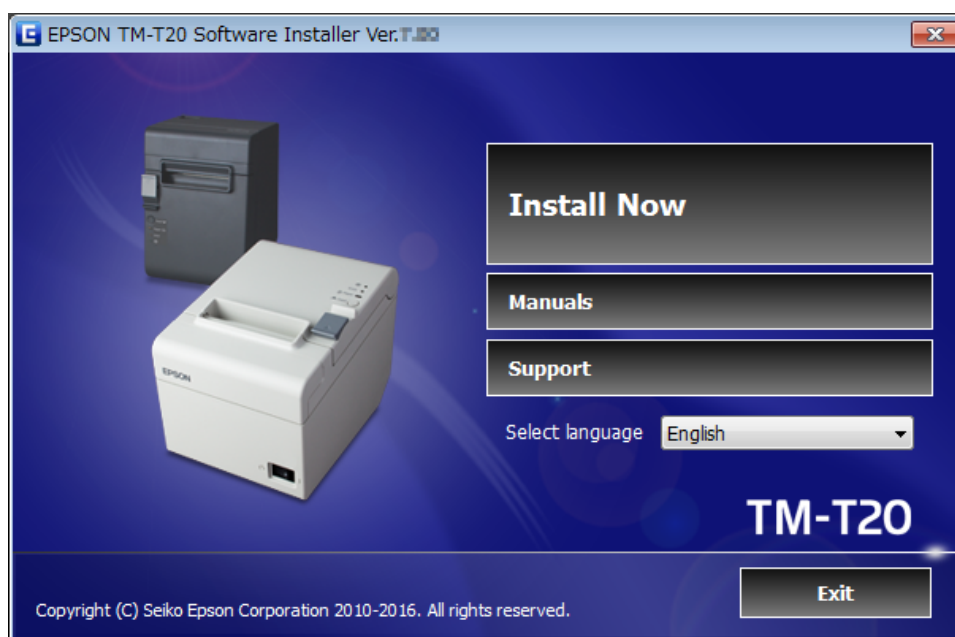 EPSON TM-T20 Software Installer Ver.
Install Now
Manuals
Support
Select language
English
EPSON
TM-T20
Exit
Copyright (C) Seiko Epson Corporation 2010-2016. All rights reserved.